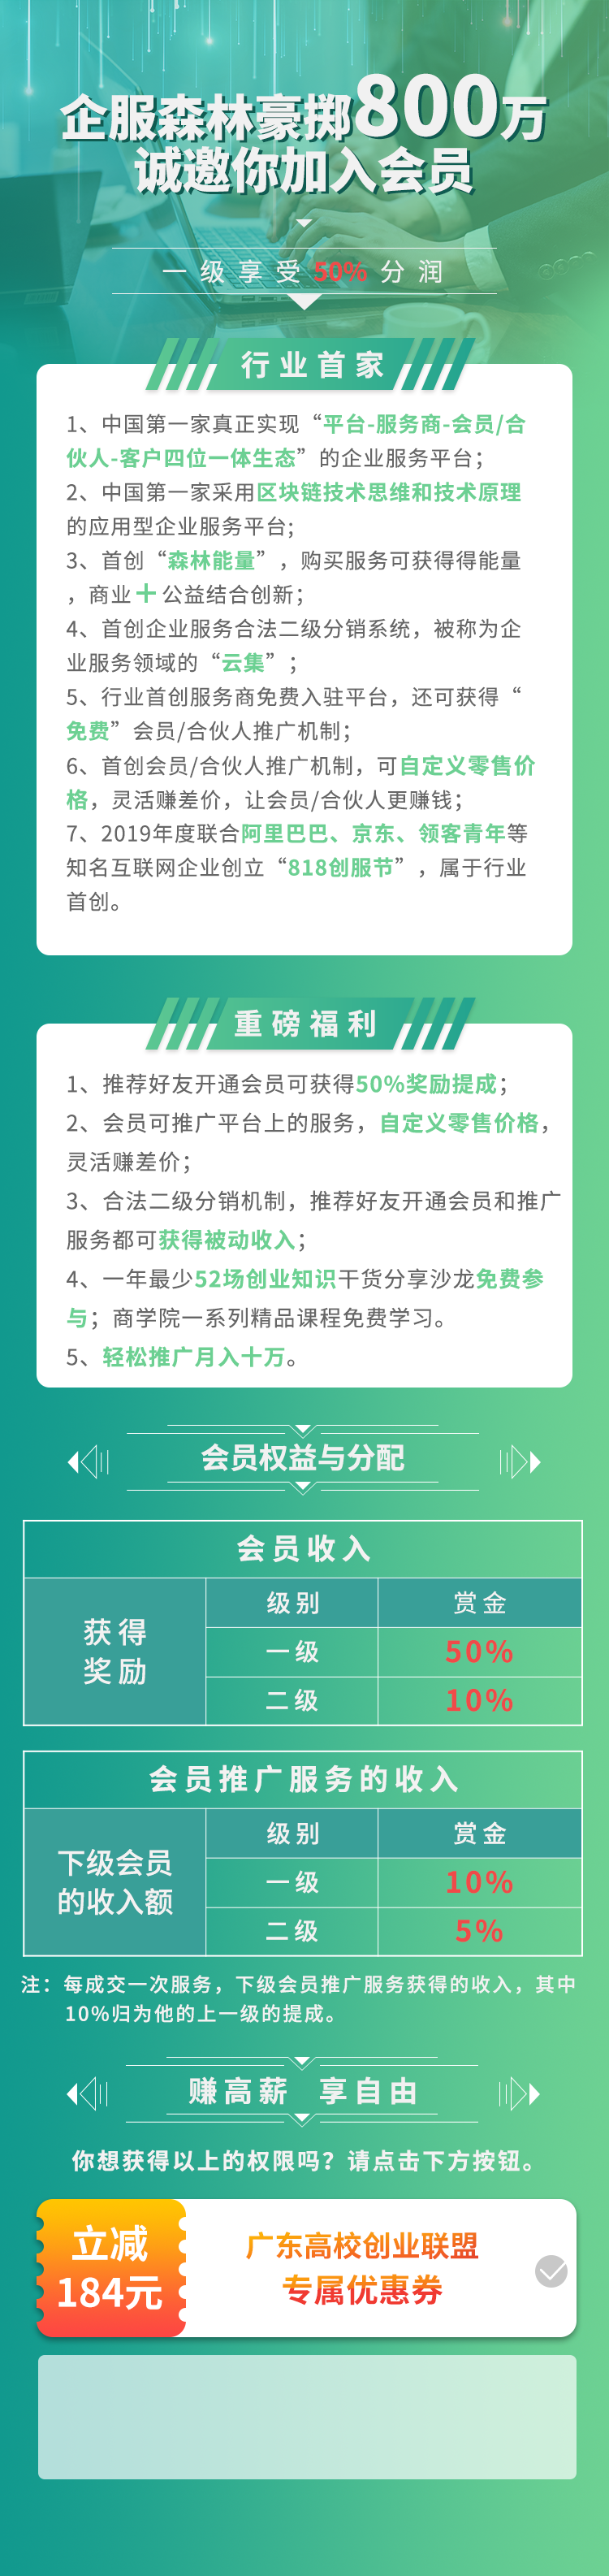 企服森林豪掷800万
诚邀你加入会员
一级享受50%分润
行业首家
1、中国第一家真正实现“平台-服务商-会员/合
伙人-客户四位一体生态”的企业服务平台；
2、中国第一家采用区块链技术思维和技术原理
的应用型企业服务平台;
3、首创“森林能量”，购买服务可获得得能量
，商业十公益结合创新；
4、首创企业服务合法二级分销系统，被称为企
业服务领域的“云集”；
5、行业首创服务商免费入驻平台，还可获得“
免费”会员/合伙人推广机制；
6、首创会员/合伙人推广机制，可自定义零售价
格，灵活赚差价，让会员/合伙人更赚钱；
7、2019年度联合阿里巴巴、京东、领客青年等
知名互联网企业创立“818创服节”，属于行业
首创。
重磅福利
1、推荐好友开通会员可获得50%奖励提成；
2、会员可推广平台上的服务，自定义零售价格，
灵活赚差价；
3、合法二级分销机制，推荐好友开通会员和推广
服务都可获得被动收入；
4、一年最少52场创业知识干货分享沙龙免费参
与；商学院一系列精品课程免费学习。
5、轻松推广月入十万。
会员权益与分配
会员收入
级别 赏金
获得
奖励
一级 50%
二级 10%
会员推广服务的收入
级别 赏金
下级会员
的收入额
一级 10%
二级 5%
注：每成交一次服务，下级会员推广服务获得的收入，其中
10%归为他的上一级的提成。
赚高薪 享自由
你想获得以上的权限吗？请点击下方按钮。
立减
184元
广东高校创业联盟
专属优惠券